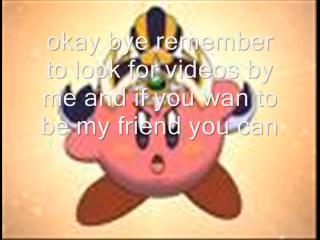 okay bye remember
to look for videos by
me and if you wan to
be my friend you can